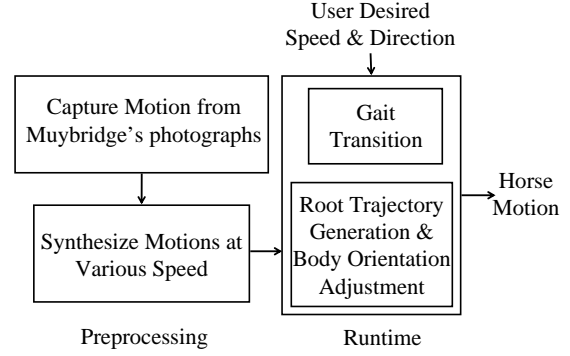 User Desired
Speed & Direction
Capture Motion from
Muybridge's photographs
Gait
Transition
Synthesize Motions at
Various Speed
Root Trajectory
Generation &
Body Orientation
Adjustment
Horse
Motion
Preprocessing
Runtime